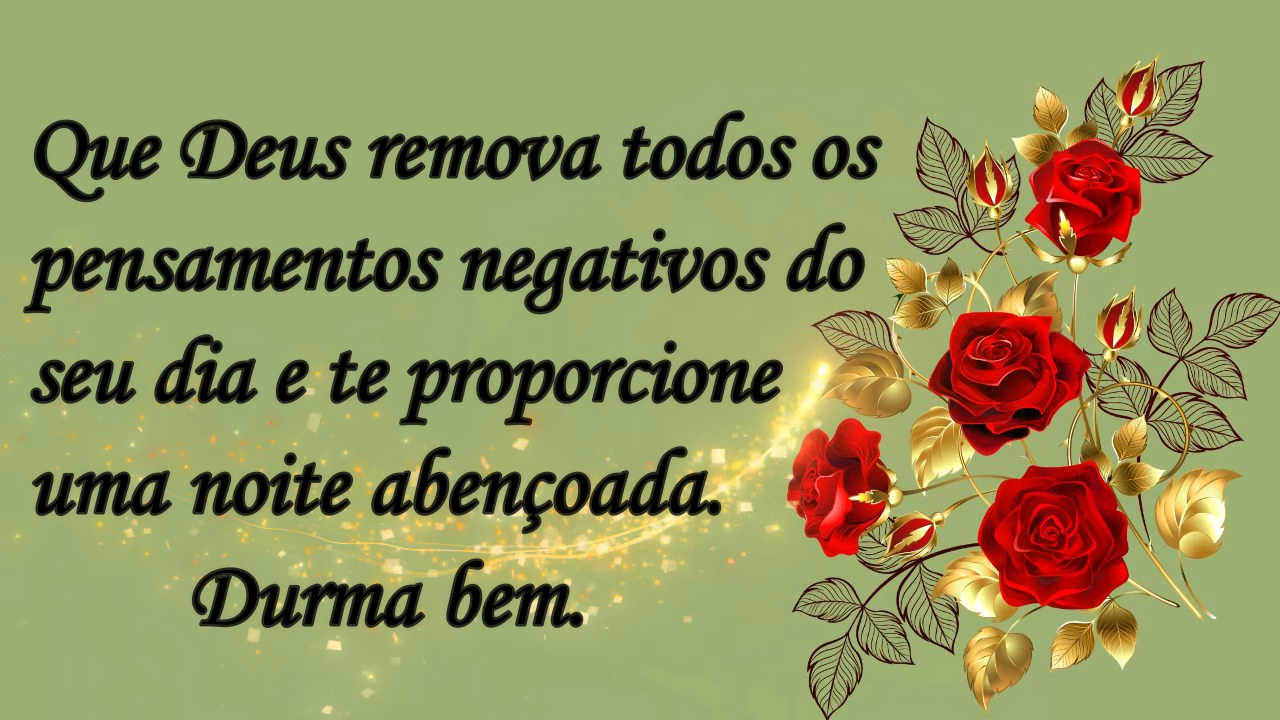 Que Deus remova todos os
pensamentos negativos do
seu dia e te proporcione
uma noite abençoada.
Durma bem.